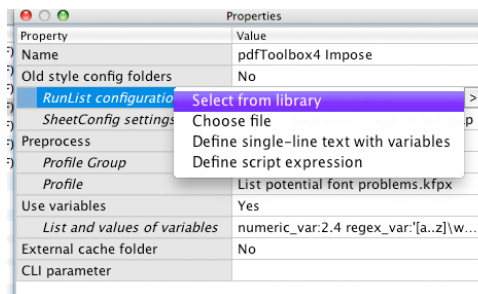 Properties
Property Value
Name pdfToolbox4 Impose
Old style config folders No
RunList configuratio Select from library >
SheetConfig settings Choose file p
Preprocess Define single-line text with variables
Profile Group Define script expression
Profile List potential font problems.kfpx
Use variables Yes
List and values of variables numeric_var:2.4 regex_var:'[a..z]\w...
External cache folder No
CLI parameter